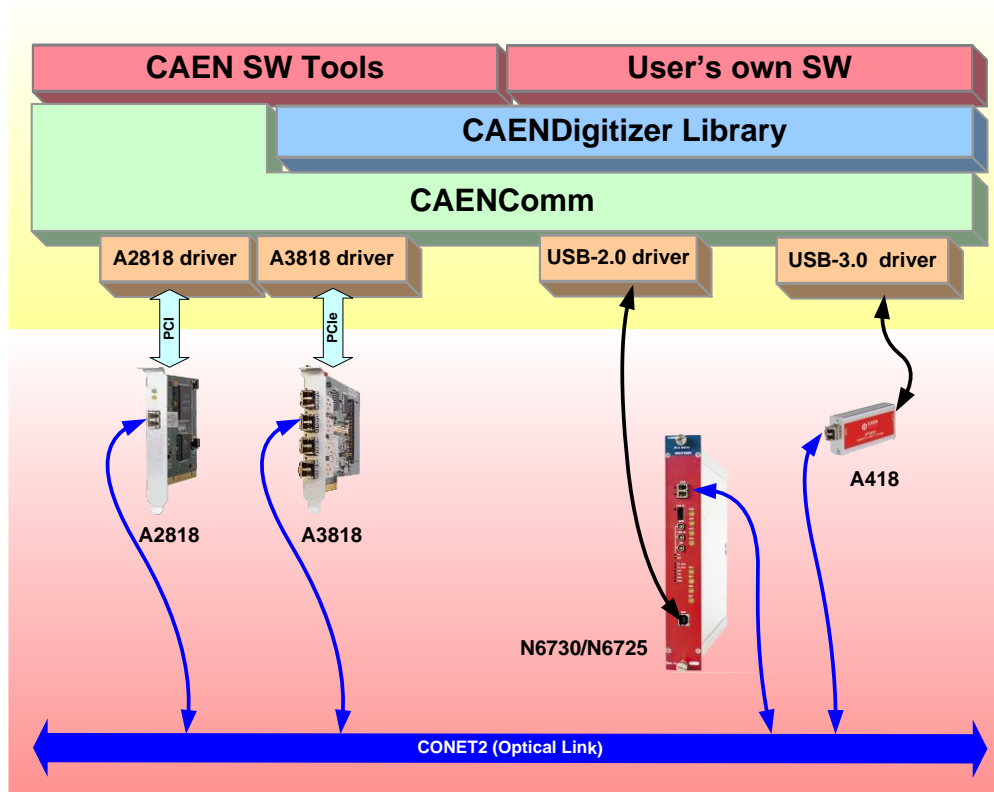 CAEN SW Tools
User's own SW
CAENDigitizer Library
CAENComm
A2818 driver
A3818 driver
USB-2.0 driver
USB-3.0 driver
PCI
PCIe
A418
A2818
A3818
N6730/N6725
CONET2 (Optical Link)